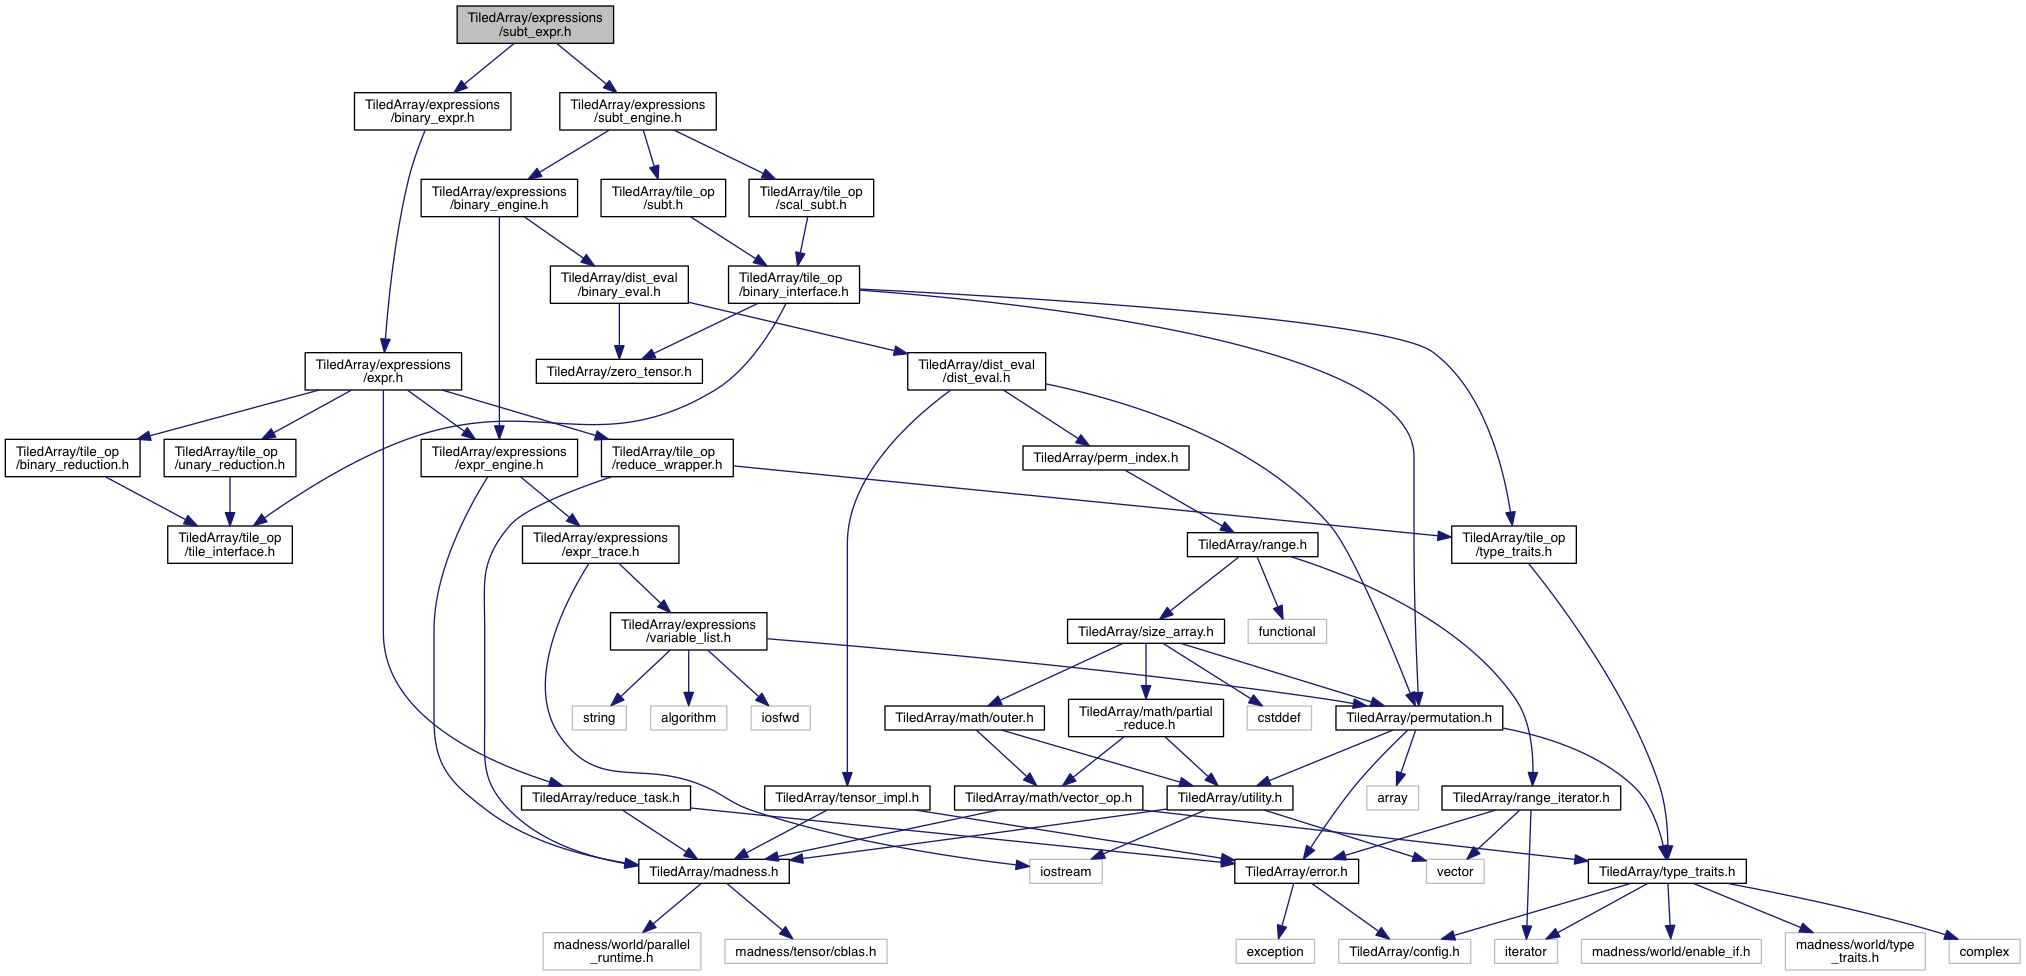 TiledArray/expressions
/subt_expr.h
TiledArray/expressions
/binary_expr.h
TiledArray/expressions
/subt_engine.h
TiledArray/expressions
/binary_engine.h
TiledArray/tile_op
/subt.h
TiledArray/tile_op
/scal_subt.h
TiledArray/dist_eval
/binary_eval.h
TiledArray/tile_op
/binary_interface.h
TiledArray/expressions
/expr.h
TiledArray/zero_tensor.h
TiledArray/dist_eval
/dist_eval.h
TiledArray/tile_op
/binary_reduction.h
TiledArray/tile_op
/unary_reduction.h
TiledArray/expressions
/expr_engine.h
TiledArray/tile_op
/reduce_wrapper.h
TiledArray/perm_index.h
TiledArray/tile_op
/tile_interface.h
TiledArray/expressions
/expr_trace.h
TiledArray/range.h
TiledArray/tile_op
/type_traits.h
TiledArray/expressions
/variable_list.h
TiledArray/size_array.h
functional
string
algorithm
iosfwd
TiledArray/math/outer.h
TiledArray/math/partial
_reduce.h
cstddef
TiledArray/permutation.h
TiledArray/reduce_task.h
TiledArray/tensor_impl.h
TiledArray/math/vector_op.h
TiledArray/utility.h
array
TiledArray/range_iterator.h
TiledArray/madness.h
iostream
TiledArray/error.h
vector
TiledArray/type_traits.h
madness/world/parallel
_runtime.h
madness/tensor/cblas.h
exception
TiledArray/config.h
iterator
madness/world/enable_if.h
madness/world/type
_traits.h
complex